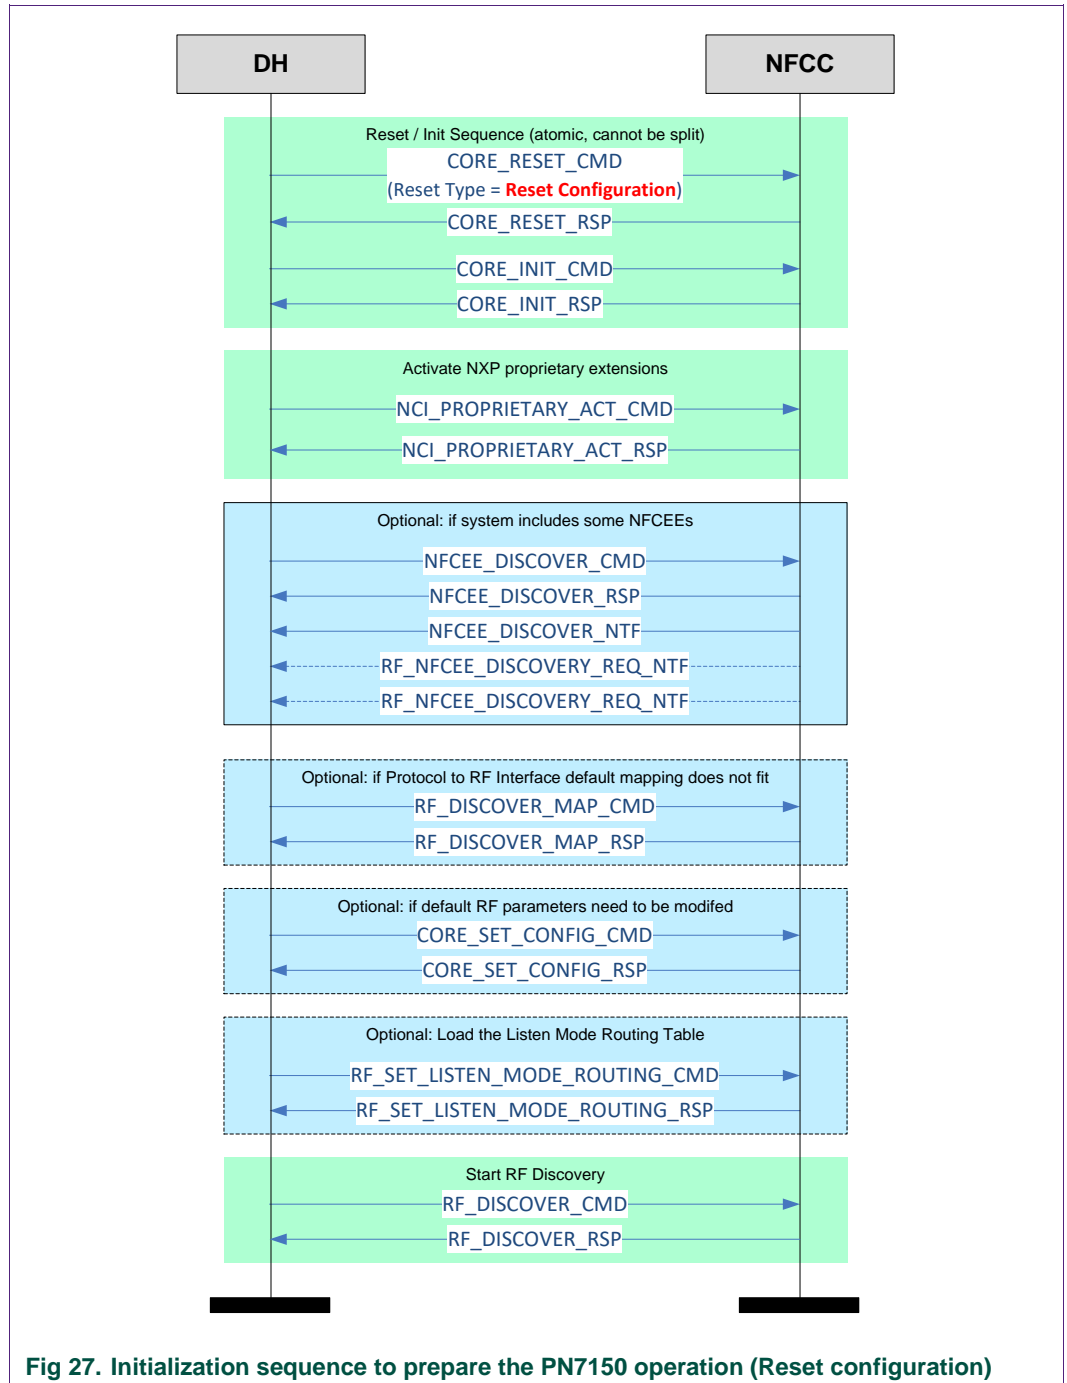 DH
NFCC
Reset / Init Sequence (atomic, cannot be split)
CORE_RESET_CMD
(Reset Type = Reset Configuration)
CORE_RESET_RSP
CORE_INIT_CMD
CORE_INIT_RSP
Activate NXP proprietary extensions
NCI_PROPRIETARY_ACT_CMD
NCI_PROPRIETARY_ACT_RSP
Optional: if system includes some NFCEEs
NFCEE_DISCOVER_CMD
NFCEE_DISCOVER_RSP
NFCEE_DISCOVER_NTF
RF_NFCEE_DISCOVERY_REQ_NTF
RF_NFCEE_DISCOVERY_REQ_NTF
Optional: if Protocol to RF Interface default mapping does not fit
RF_DISCOVER_MAP_CMD
RF_DISCOVER_MAP_RSP
Optional: if default RF parameters need to be modifed
CORE_SET_CONFIG_CMD
CORE_SET_CONFIG_RSP
Optional: Load the Listen Mode Routing Table
RF_SET_LISTEN_MODE_ROUTING_CMD
RF_SET_LISTEN_MODE_ROUTING_RSP
Start RF Discovery
RF_DISCOVER_CMD
RF_DISCOVER_RSP
Fig 27. Initialization sequence to prepare the PN7150 operation (Reset configuration)